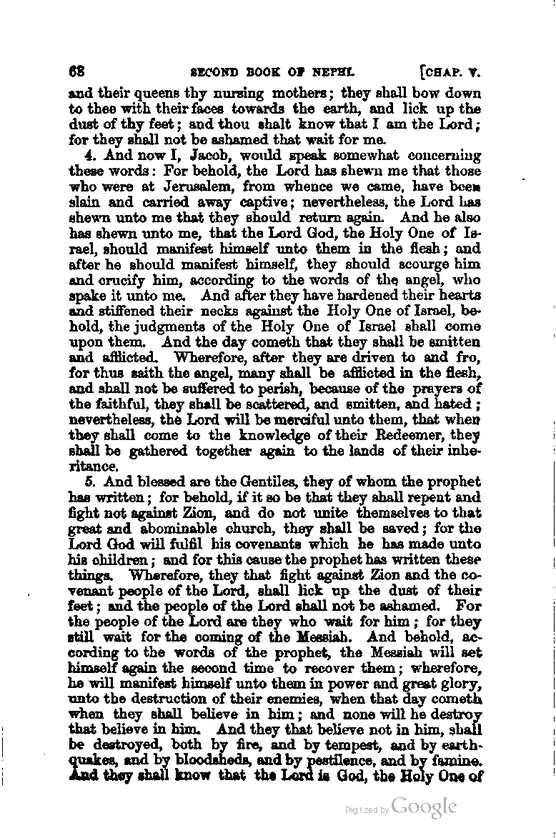 68 SECOND BOOK OF NEPHI. [CHAP. V.
and their queens thy nursing mothers; they shall bow down
to thee with their faces towards the earth, and lick up the
dust of thy feet; and thou shalt know that I am the Lord;
for they shall not be ashamed that wait for me.
4. And now I, Jacob, would speak somewhat concerning
these words: For behold, the Lord has shewn me that those
who were at Jerusalem, from whence we came, have been
slain and carried away captive; nevertheless, the Lord has
shewn unto me that they should return again. And he also
has shewn unto me, that the Lord God, the Holy One of Is-
rael, should manifest himself unto them in the flesh; and
after he should manifest himself, they should scourge him
and crucify him, according to the words of the angel, who
spake it unto me. And after they have hardened their hearts
and stiffened their necks against the Holy One of Israel, be-
hold, the judgments of the Holy One of Israel shall come
upon them. And the day cometh that they shall be smitten
and afflicted. Wherefore, after they are driven to and fro,
for thus saith the angel, many shall be afflicted in the flesh,
and shall not be suffered to perish, because of the prayers of
the faithful, they shall be scattered, and smitten, and hated;
nevertheless, the Lord will be merciful unto them, that when
they shall come to the knowledge of their Redeemer, they
shall be gathered together again to the lands of their inhe-
ritance.
5. And blessed are the Gentiles, they of whom the prophet
has written; for behold, if it so be that they shall repent and
fight not against Zion, and do not unite themselves to that
great and abominable church, they shall be saved; for the
Lord God will fulfil his covenants which he has made unto
his children; and for this cause the prophet has written these
things. Wherefore, they that fight against Zion and the co-
venant people of the Lord, shall lick up the dust of their
feet; and the people of the Lord shall not be ashamed. For
the people of the Lord are they who wait for him; for they
still wait for the coming of the Messiah. And behold, ac-
cording to the words of the prophet, the Messiah will set
himself again the second time to recover them; wherefore,
he will manifest himself unto them in power and great glory,
unto the destruction of their enemies, when that day cometh
when they shall believe in him; and none will he destroy
that believe in him. And they that believe not in him, shall
be destroyed, both by fire, and by tempest, and by earth-
quakes, and by bloodsheds, and by pestilence, and by famine.
And they shall know that the Lord is God, the Holy One of
Digitized by Google